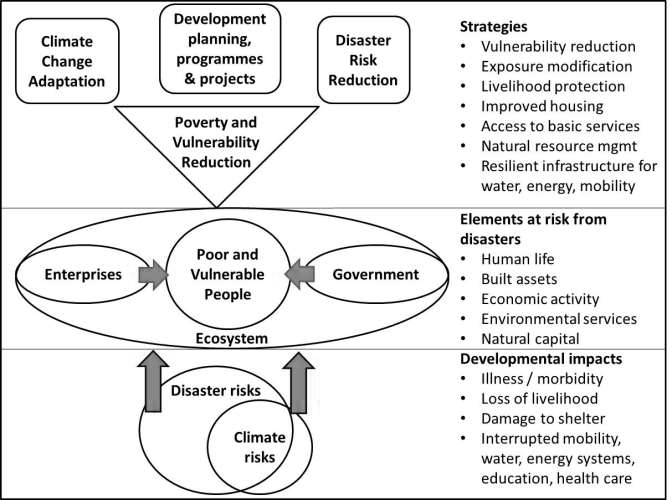 Climate
Change
Adaptation
Development
planning,
programmes
& projects
Disaster
Risk
Reduction
Poverty and
Vulnerability
Reduction
Strategies
• Vulnerability reduction
• Exposure modification
• Livelihood protection
• Improved housing
• Access to basic services
• Natural resource mgmt
• Resilient infrastructure for
water, energy, mobility
Enterprises
Poor and
Vulnerable
People
Government
Ecosystem
Elements at risk from
disasters
• Human life
• Built assets
• Economic activity
• Environmental services
• Natural capital
Disaster risks
Climate
risks
Developmental impacts
• Illness / morbidity
• Loss of livelihood
• Damage to shelter
• Interrupted mobility,
water, energy systems,
education, health care